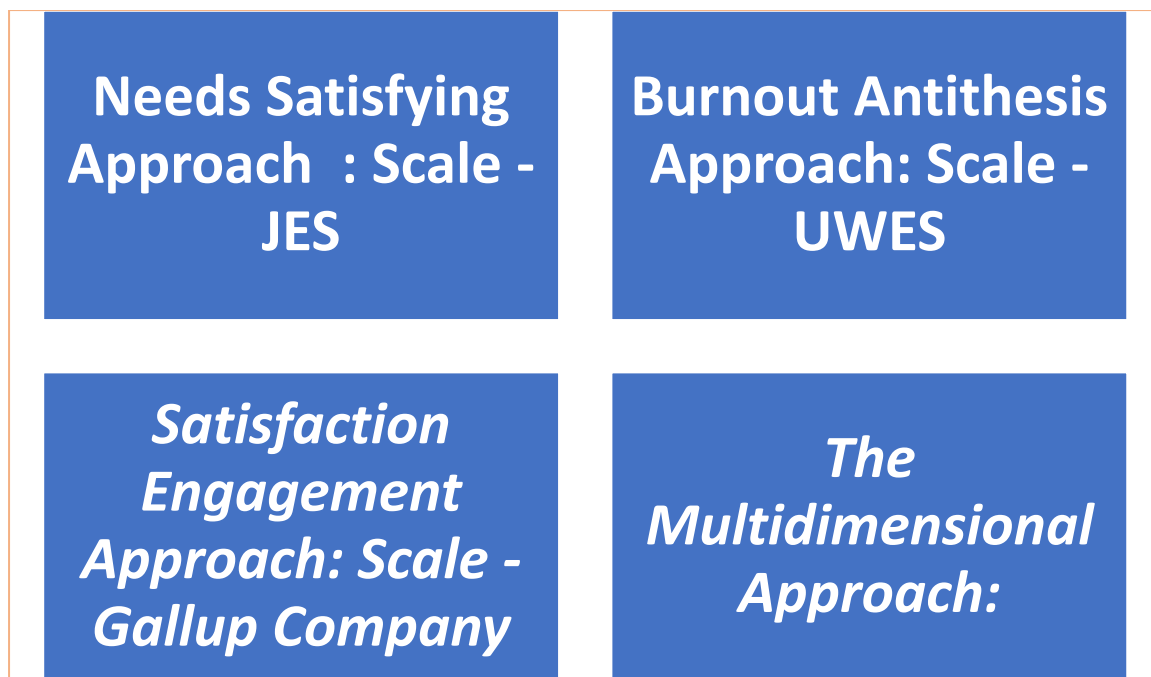 Needs Satisfying
Approach  : Scale -
JES
Burnout Antithesis
Approach: Scale -
UWES
Satisfaction
Engagement
Approach: Scale -
Gallup Company
The
Multidimensional
Approach: